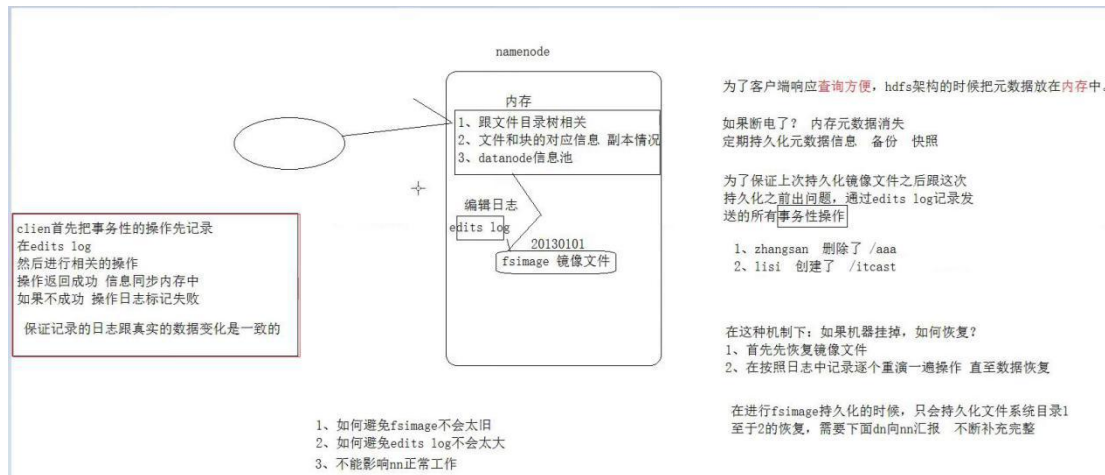 namenode
内存
1、跟文件目录树相关
2、文件和块的对应信息 副本情况
3、datanode信息池
编辑日志
edits log
20130101
fsimage 镜像文件
clien首先把事务性的操作先记录
在edits log
然后进行相关的操作
操作返回成功 信息同步内存中
如果不成功 操作日志标记失败
保证记录的日志跟真实的数据变化是一致的
1、如何避免fsimage不会太旧
2、如何避免edits log不会太大
3、不能影响nn正常工作
为了客户端响应查询方便，hdfs架构的时候把元数据放在内存中。
如果断电了？ 内存元数据消失
定期持久化元数据信息 备份 快照
为了保证上次持久化镜像文件之后跟这次
持久化之前出问题，通过edits log记录发
送的所有事务性操作
1、zhangsan 删除了 /aaa
2、lisi 创建了 /itcast
在这种机制下：如果机器挂掉，如何恢复？
1、首先先恢复镜像文件
2、在按照日志中记录逐个重演一遍操作 直至数据恢复
在进行fsimage持久化的时候，只会持久化文件系统目录1
至于2的恢复，需要下面dn向nn汇报 不断补充完整